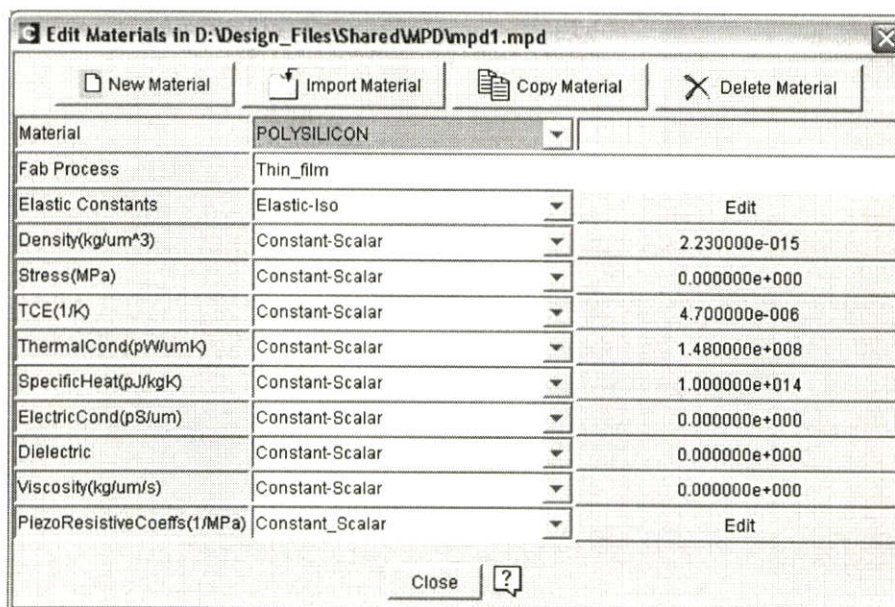 Edit Materials in D:\Design_Files\Shared\MPD\mpd1.mpd
New Material Import Material Copy Material Delete Material
Material POLYSILICON
Fab Process Thin_film
Elastic Constants Elastic-Iso Edit
Density(kg/um^3) Constant-Scalar 2.230000e-015
Stress(MPa) Constant-Scalar 0.000000e+000
TCE(1/K) Constant-Scalar 4.700000e-006
ThermalCond(pW/umK) Constant-Scalar 1.480000e+008
SpecificHeat(pJ/kgK) Constant-Scalar 1.000000e+014
ElectricCond(pS/um) Constant-Scalar 0.000000e+000
Dielectric Constant-Scalar 0.000000e+000
Viscosity(kg/um/s) Constant-Scalar 0.000000e+000
PiezoResistiveCoeffs(1/MPa) Constant_Scalar Edit
Close ?